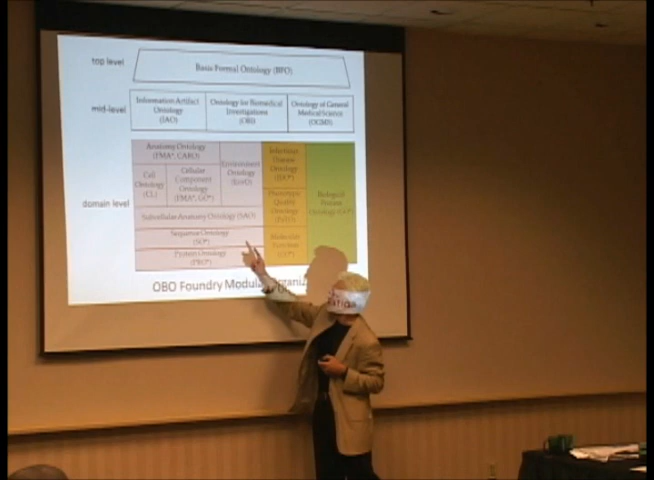 top level
Basic Formal Ontology (BFO)
mid-level
Information Artifact
Ontology
(IAO)
Ontology for Biomedical
Investigations
(OBI)
Ontology of General
Medical Science
(OGMS)
domain level
Anatomy Ontology
(FMA*, CARO)
Environment
Ontology
(EnvO)
Infectious
Disease
Ontology
(IDO*)
Biological
Process
Ontology (GO*)
Cell
Ontology
(CL)
Cellular
Component
Ontology
(FMA*, GO*)
Phenotypic
Quality
Ontology
(PaTO)
Subcellular Anatomy Ontology (SAO)
Sequence Ontology
(SO*)
Molecular
Function
(GO*)
Protein Ontology
(PRO*)
OBO Foundry Modular Organiz